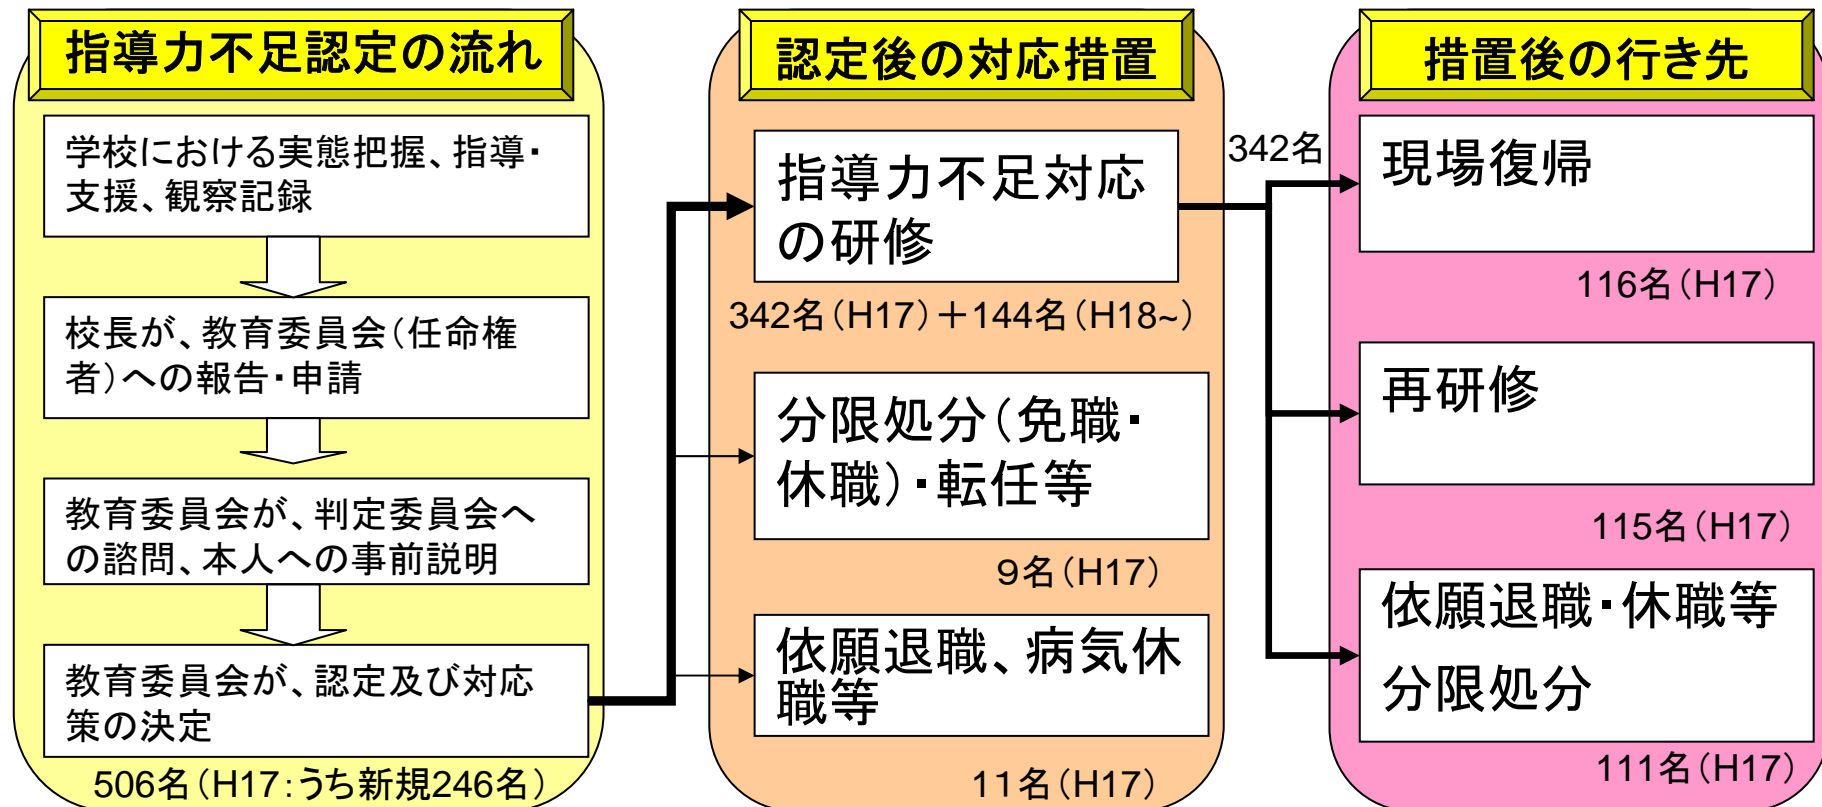 指導力不足認定の流れ
学校における実態把握、指導・
支援、観察記録
校長が、教育委員会(任命権
者)への報告・申請
教育委員会が、判定委員会へ
の諮問、本人への事前説明
教育委員会が、認定及び対応
策の決定
506名(H17:うち新規246名)
認定後の対応措置
指導力不足対応
の研修
342名(H17)+144名(H18~)
分限処分(免職・
休職)・転任等
9名(H17)
依願退職、病気休
職等
11名(H17)
342名
措置後の行き先
現場復帰
116名(H17)
再研修
115名(H17)
依願退職・休職等
分限処分
111名(H17)